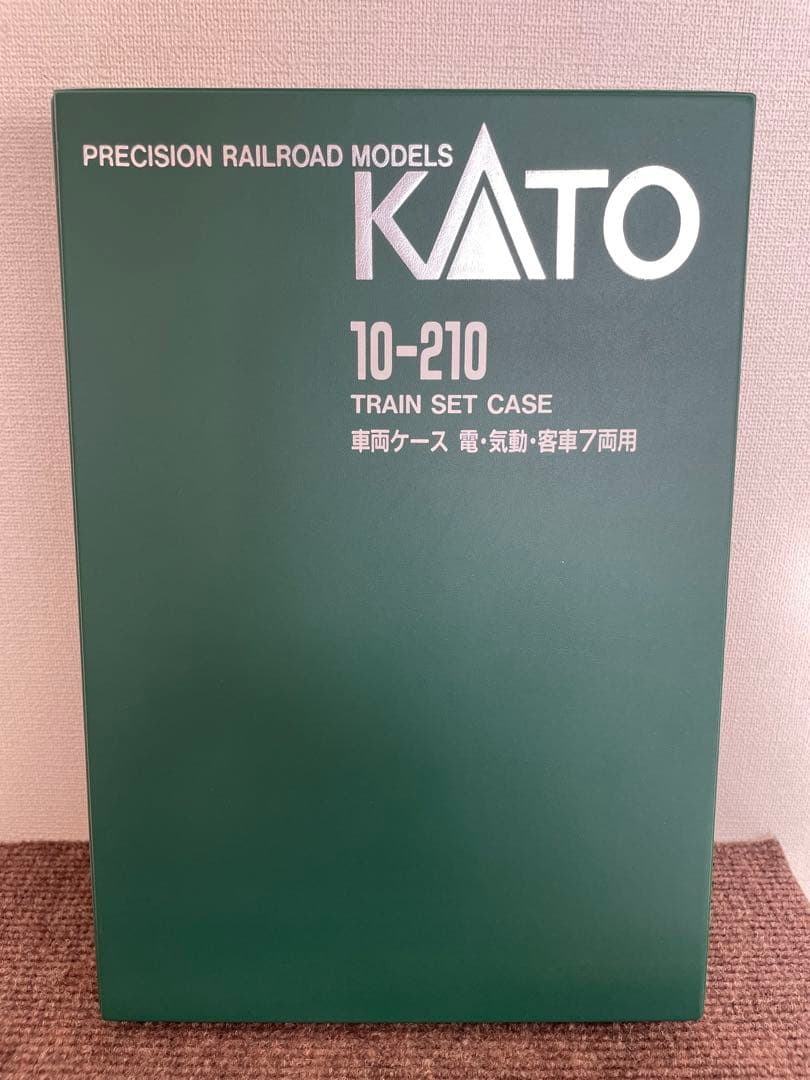 PRECISION RAILROAD MODELS
KATO
10-210
TRAIN SET CASE
車両ケース 電・気動・客車7両用